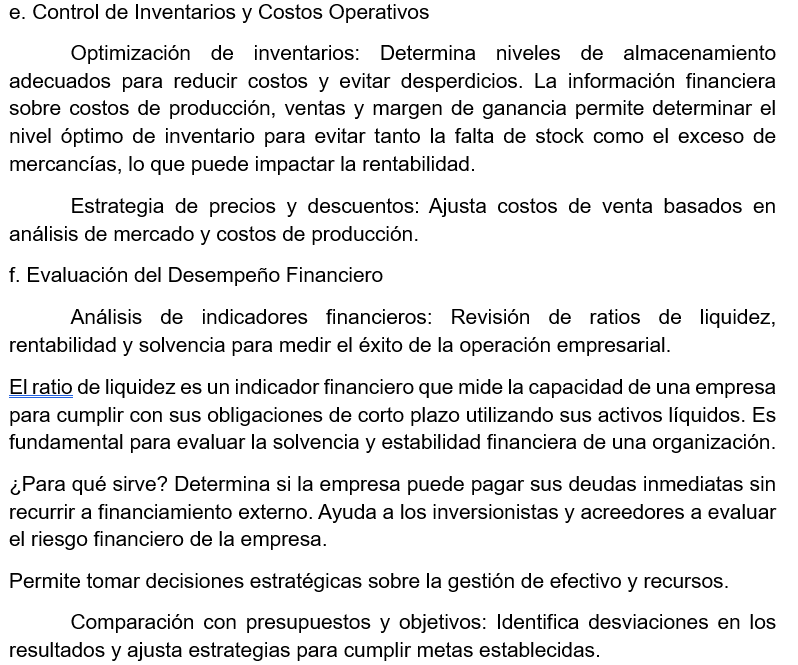 e. Control de Inventarios y Costos Operativos
Optimización de inventarios: Determina niveles de almacenamiento
adecuados para reducir costos y evitar desperdicios. La información financiera
sobre costos de producción, ventas y margen de ganancia permite determinar el
nivel óptimo de inventario para evitar tanto la falta de stock como el exceso de
mercancías, lo que puede impactar la rentabilidad.
Estrategia de precios y descuentos: Ajusta costos de venta basados en
análisis de mercado y costos de producción.
f. Evaluación del Desempeño Financiero
Análisis de indicadores financieros: Revisión de ratios de liquidez,
rentabilidad y solvencia para medir el éxito de la operación empresarial.
El ratio de liquidez es un indicador financiero que mide la capacidad de una empresa
para cumplir con sus obligaciones de corto plazo utilizando sus activos líquidos. Es
fundamental para evaluar la solvencia y estabilidad financiera de una organización.
¿Para qué sirve? Determina si la empresa puede pagar sus deudas inmediatas sin
recurrir a financiamiento externo. Ayuda a los inversionistas y acreedores a evaluar
el riesgo financiero de la empresa.
Permite tomar decisiones estratégicas sobre la gestión de efectivo y recursos.
Comparación con presupuestos y objetivos: Identifica desviaciones en los
resultados y ajusta estrategias para cumplir metas establecidas.